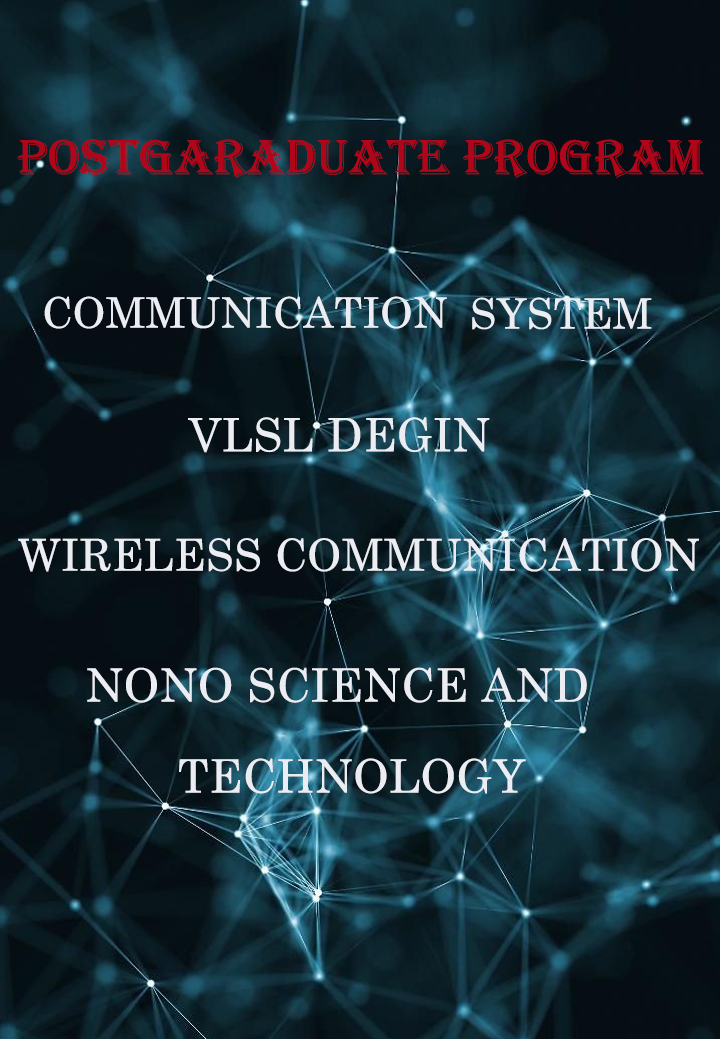 POSTGARADUATE PROGRAM
COMMUNICATION SYSTEM
VLSL DEGIN
WIRELESS COMMUNICATION
NONO SCIENCE AND
TECHNOLOGY